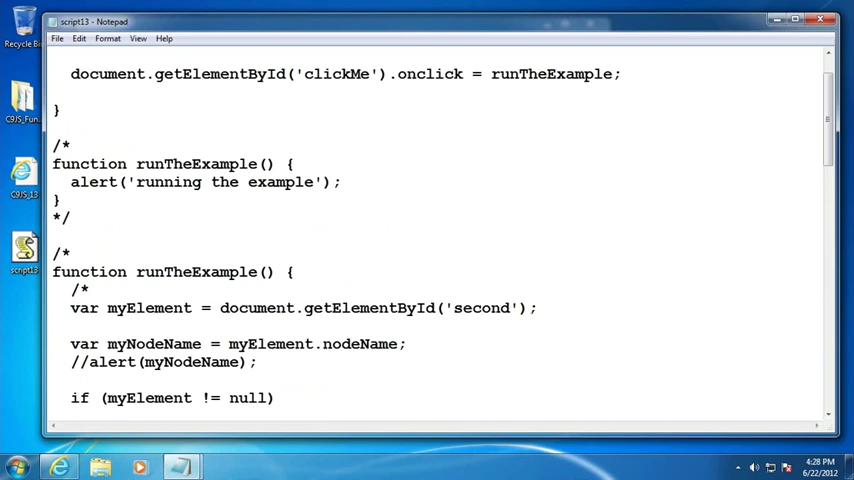 script13 - Notepad
File Edit Format View Help
Recycle Bin
C9JS_Fun...
C9JS_13
script13
document.getElementById('clickMe').onclick = runTheExample;
}
/*
function runTheExample() {
alert('running the example');
}
*/
/*
function runTheExample() {
/*
var myElement = document.getElementById('second');
var myNodeName = myElement.nodeName;
//alert(myNodeName);
if (myElement != null)
4:28 PM
6/22/2012